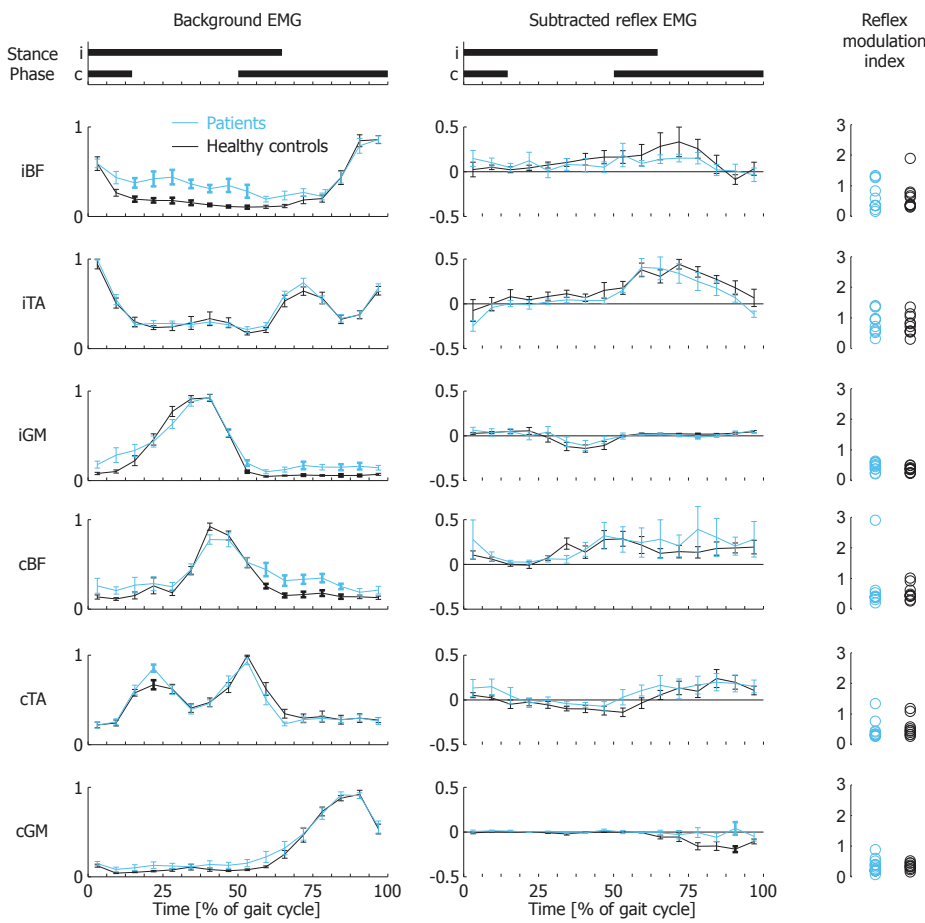 Background EMG
Subtracted reflex EMG
Reflex
modulation
index
Stance
Phase
i
c
i
c
Patients
Healthy controls
iBF
1
0
0.5
0
-0.5
3
2
1
0
iTA
1
0
0.5
0
-0.5
3
2
1
0
iGM
1
0
0.5
0
-0.5
3
2
1
0
cBF
1
0
0.5
0
-0.5
3
2
1
0
cTA
1
0
0.5
0
-0.5
3
2
1
0
cGM
1
0
0.5
0
-0.5
3
2
1
0
0 25 50 75 100
0 25 50 75 100
Time [% of gait cycle]
Time [% of gait cycle]